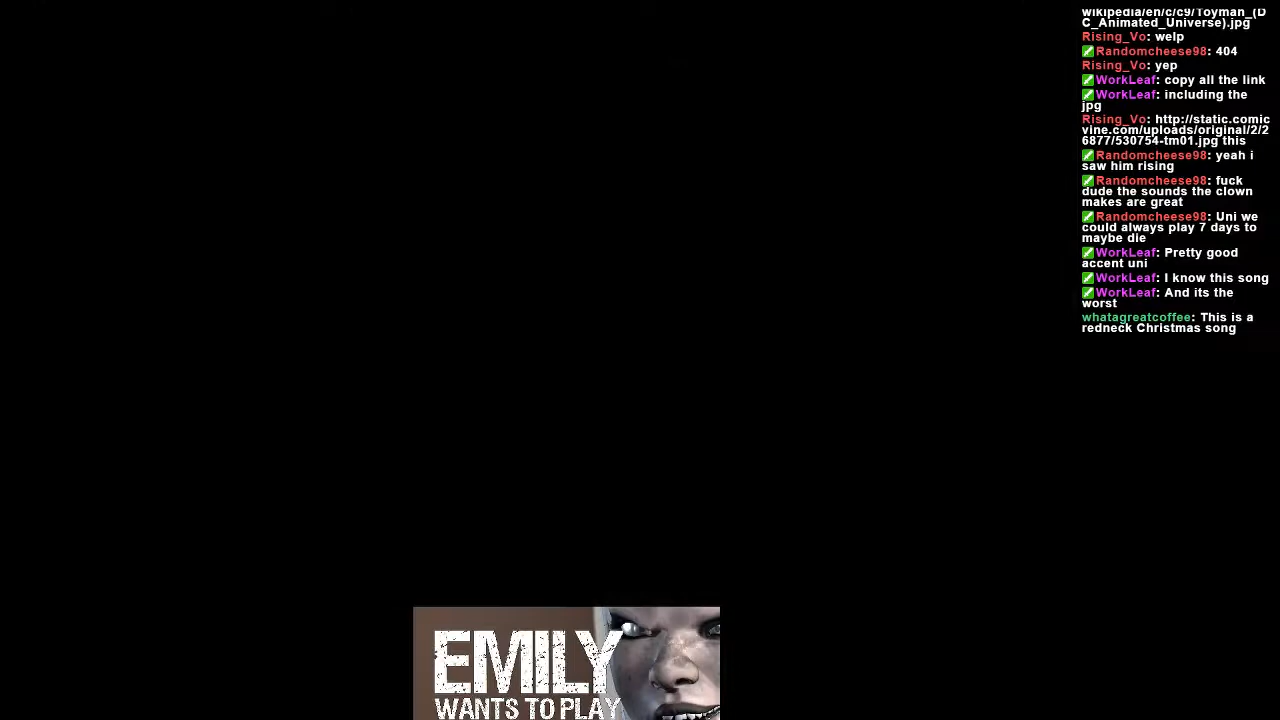 wikipedia/en/c/c9/Toyman_(D
C_Animated_Universe).jpg
Rising_Vo: welp
Randomcheese98: 404
Rising_Vo: yep
WorkLeaf: copy all the link
WorkLeaf: including the
jpg
Rising_Vo: http://static.comic
vine.com/uploads/original/2/2
6877/530754-tm01.jpg this
Randomcheese98: yeah i
saw him rising
Randomcheese98: fuck
dude the sounds the clown
makes are great
Randomcheese98: Uni we
could always play 7 days to
maybe die
WorkLeaf: Pretty good
accent uni
WorkLeaf: I know this song
WorkLeaf: And its the
worst
whatagreatcoffee: This is a
redneck Christmas song
EMILY
WANTS TO PLAY